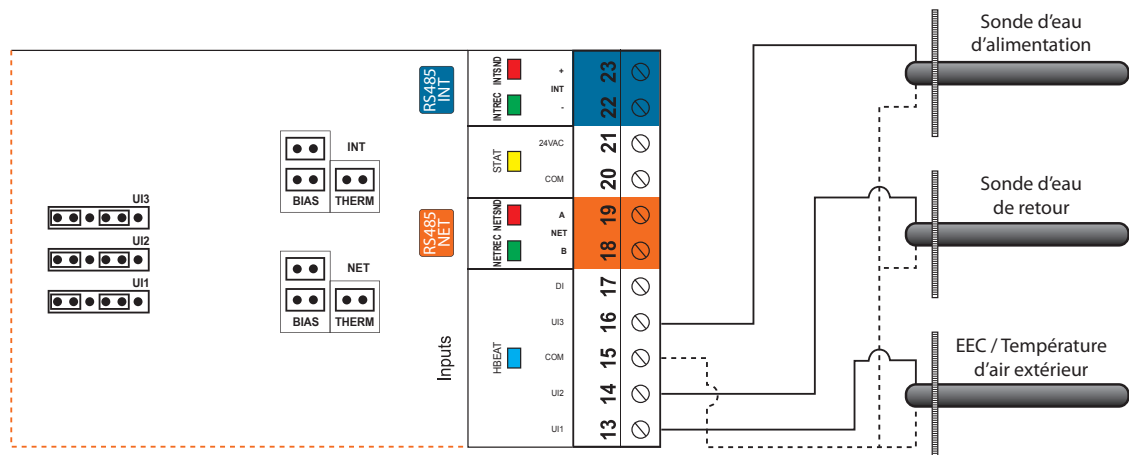 UI3
UI2
UI1
INT
BIAS
THERM
NET
BIAS
THERM
RS485
INT
RS485
NET
Inputs
INTREC INTSND
STAT
NETREC NETSND
HBEAT
+
INT
-
24VAC
COM
A
NET
B
DI
UI3
COM
UI2
UI1
23
22
21
20
19
18
17
16
15
14
13
Sonde d'eau
d'alimentation
Sonde d'eau
de retour
EEC / Température
d'air extérieur